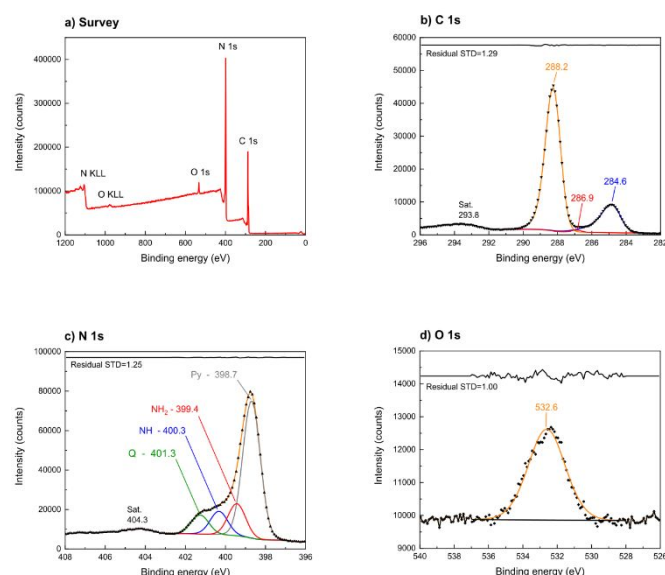 a) Survey
N 1s
C 1s
O 1s
N KLL
O KLL
Intensity (counts)
400000
300000
200000
100000
0
1200 1000 800 600 400 200 0
Binding energy (eV)
b) C 1s
Residual STD=1.29
288.2
286.9
284.6
Sat.
293.8
Intensity (counts)
60000
50000
40000
30000
20000
10000
0
296 294 292 290 288 286 284 282
Binding energy (eV)
c) N 1s
Residual STD=1.25
Py - 398.7
NH₂ - 399.4
NH - 400.3
Q - 401.3
Sat.
404.3
Intensity (counts)
100000
80000
60000
40000
20000
0
408 406 404 402 400 398 396
Binding energy (eV)
d) O 1s
Residual STD=1.00
532.6
Intensity (counts)
15000
14000
13000
12000
11000
10000
9000
540 538 536 534 532 530 528 526
Binding energy (eV)